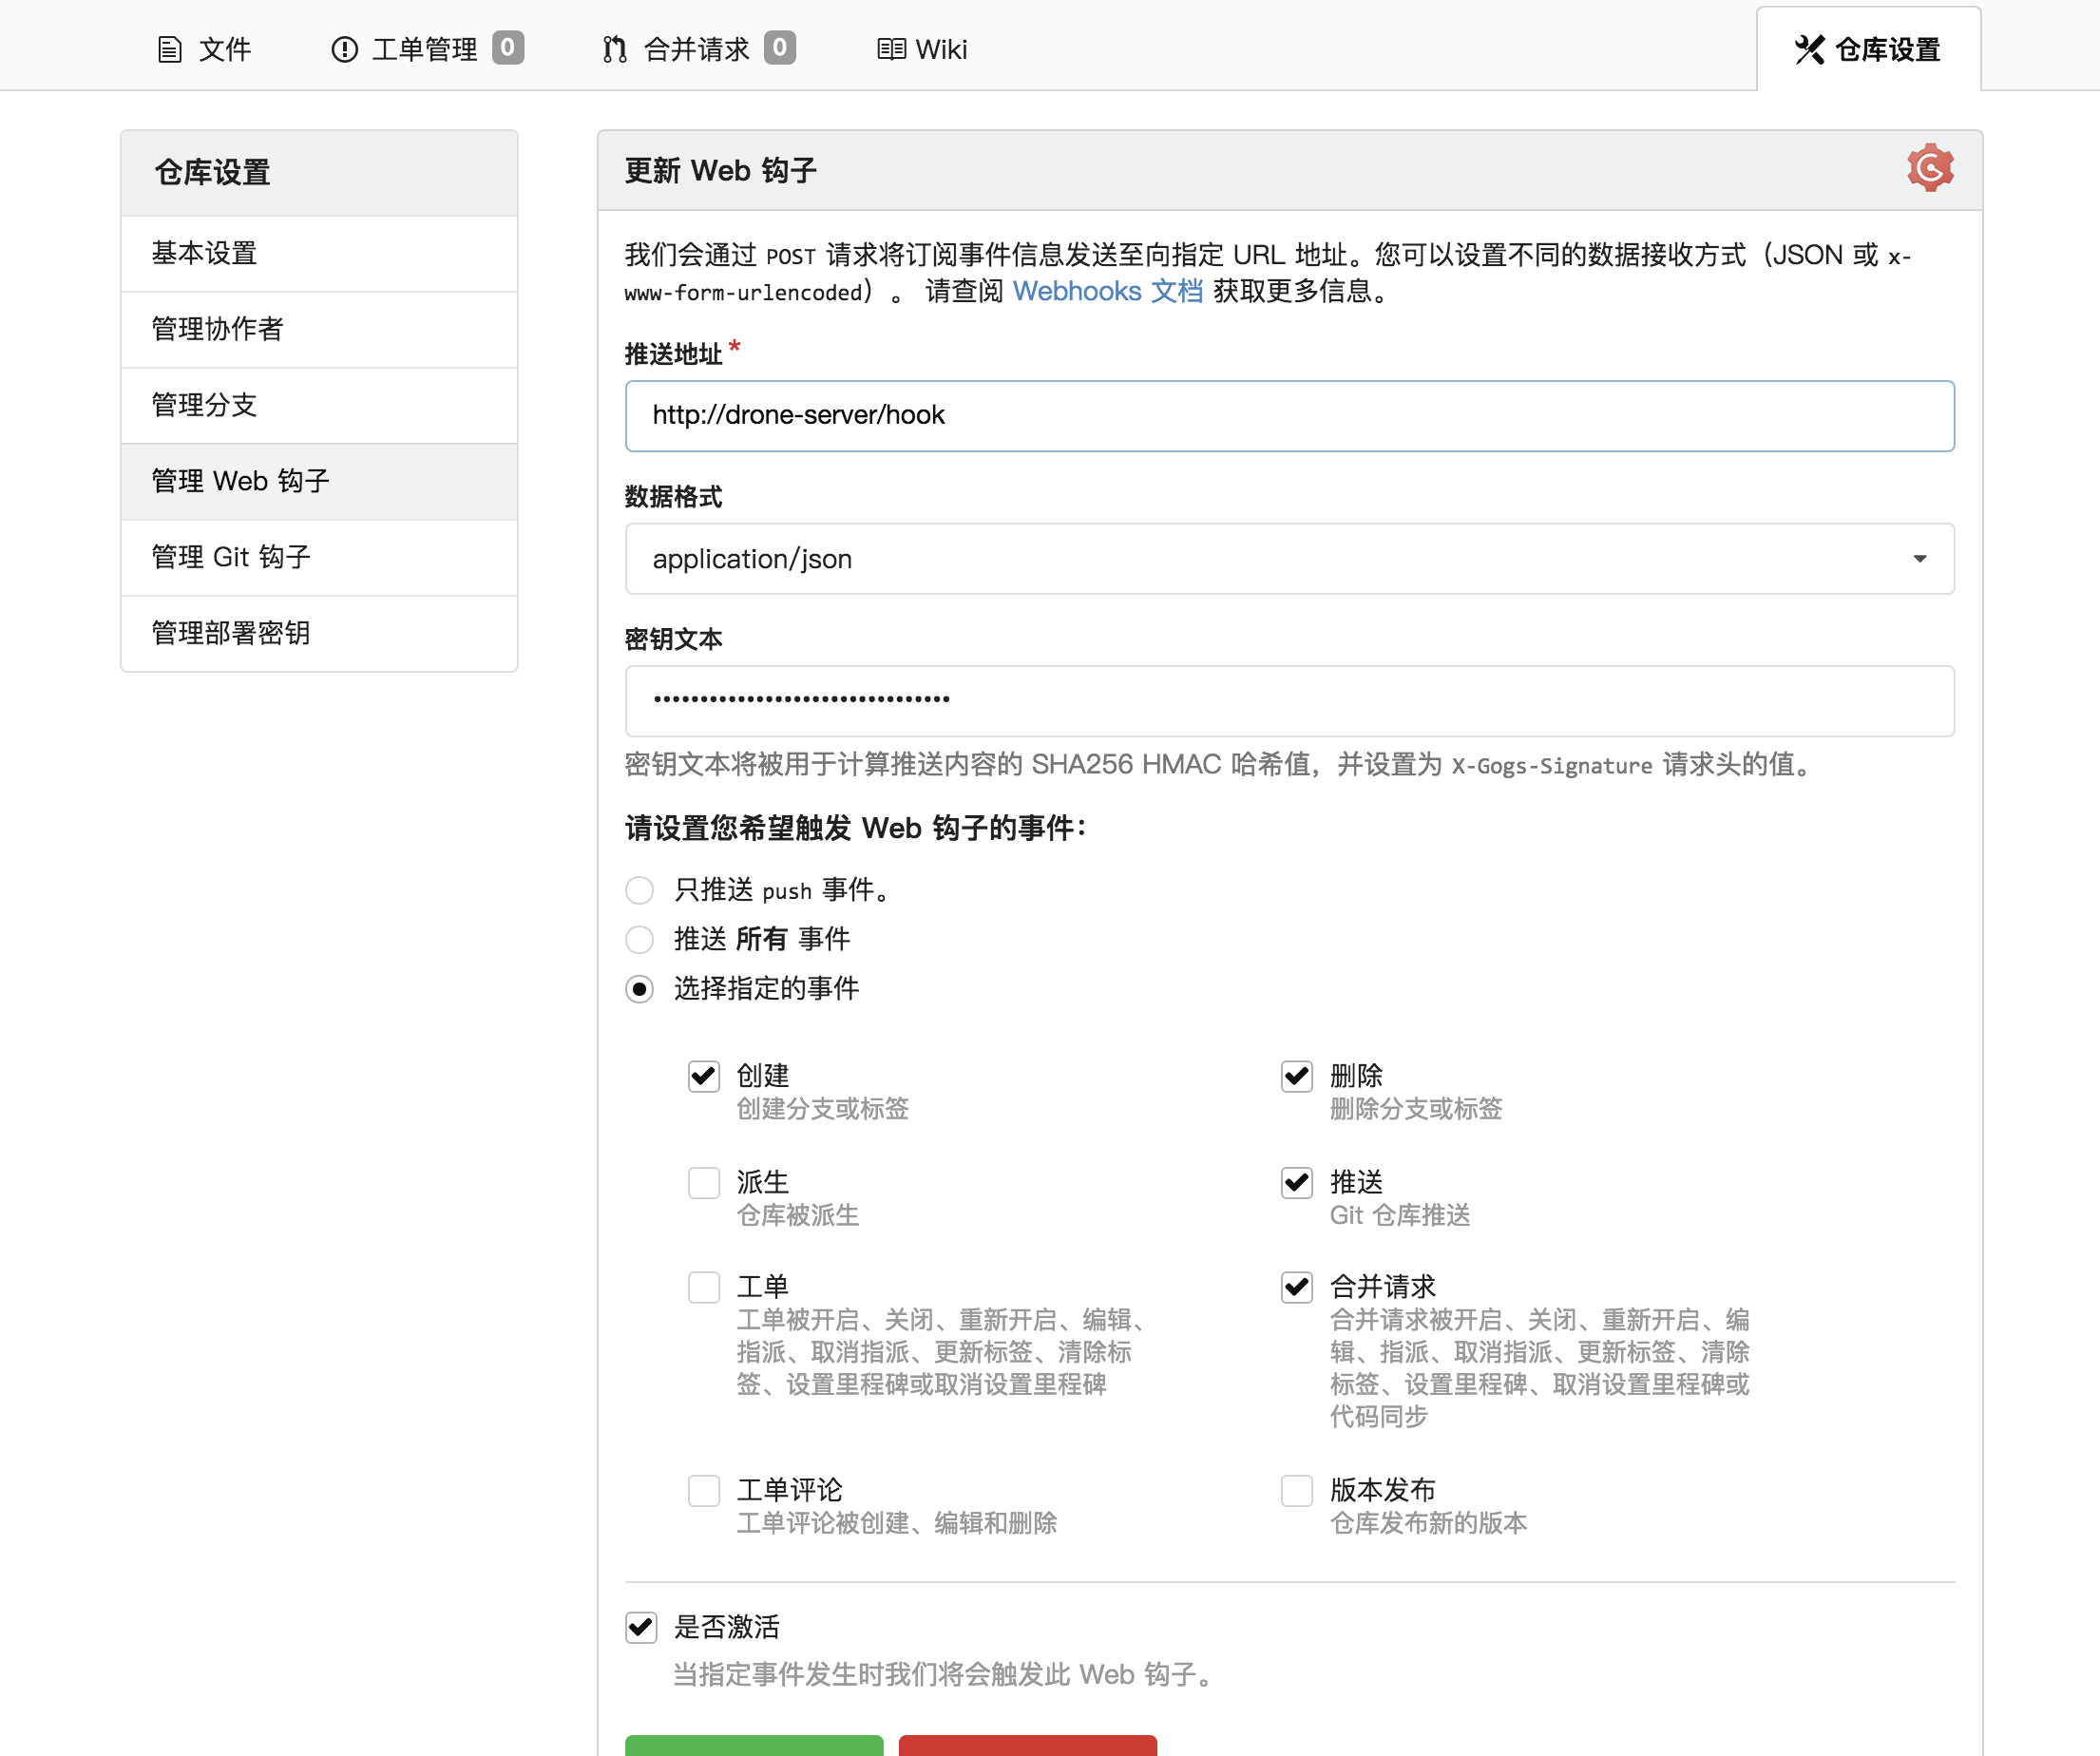 文件
工单管理 0
合并请求 0
Wiki
仓库设置
仓库设置
基本设置
管理协作者
管理分支
管理 Web 钩子
管理 Git 钩子
管理部署密钥
更新 Web 钩子
我们会通过 POST 请求将订阅事件信息发送至向指定 URL 地址。您可以设置不同的数据接收方式（JSON 或 x-
www-form-urlencoded）。 请查阅 Webhooks 文档 获取更多信息。
推送地址*
http://drone-server/hook
数据格式
application/json
密钥文本
••••••••••••••••••••••••••••••••
密钥文本将被用于计算推送内容的 SHA256 HMAC 哈希值，并设置为 X-Gogs-Signature 请求头的值。
请设置您希望触发 Web 钩子的事件：
只推送 push 事件。
推送 所有 事件
选择指定的事件
创建
创建分支或标签
删除
删除分支或标签
派生
仓库被派生
推送
Git 仓库推送
工单
工单被开启、关闭、重新开启、编辑、
指派、取消指派、更新标签、清除标
签、设置里程碑或取消设置里程碑
合并请求
合并请求被开启、关闭、重新开启、编
辑、指派、取消指派、更新标签、清除
标签、设置里程碑、取消设置里程碑或
代码同步
工单评论
工单评论被创建、编辑和删除
版本发布
仓库发布新的版本
是否激活
当指定事件发生时我们将会触发此 Web 钩子。